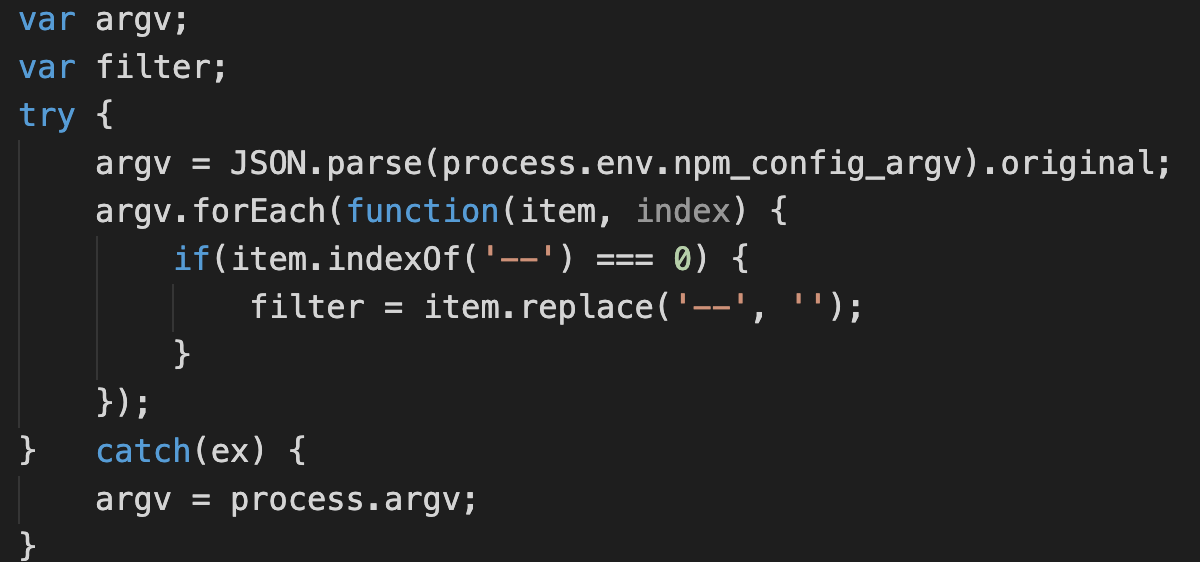 var argv;
var filter;
try {
    argv = JSON.parse(process.env.npm_config_argv).original;
    argv.forEach(function(item, index) {
        if(item.indexOf('--') === 0) {
            filter = item.replace('--', '');
        }
    });
}   catch(ex) {
    argv = process.argv;
}